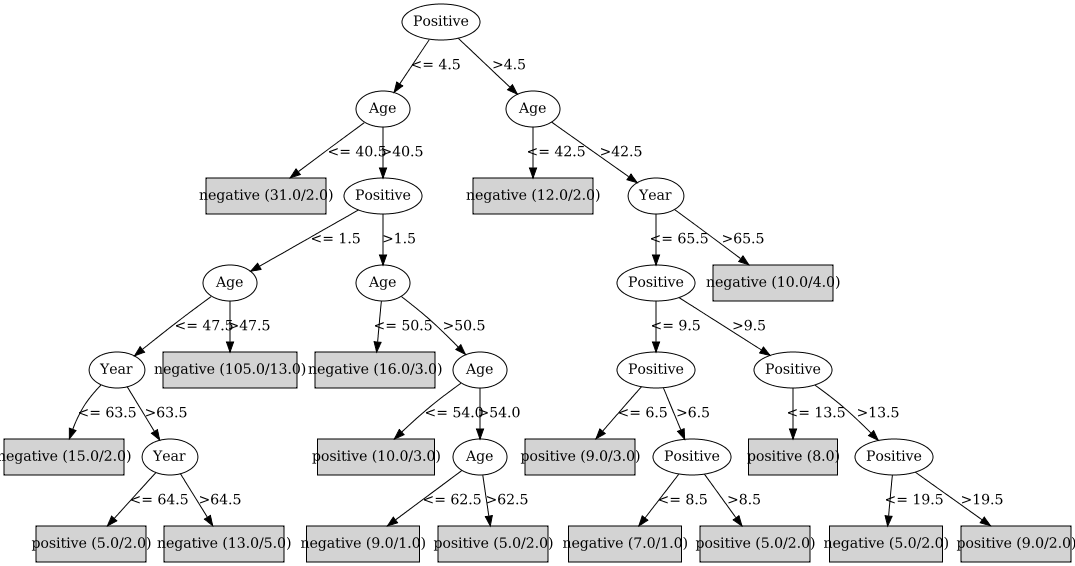 Positive
<= 4.5
>4.5
Age
Age
<= 40.5
>40.5
<= 42.5
>42.5
negative (31.0/2.0)
Positive
negative (12.0/2.0)
Year
<= 1.5
>1.5
<= 65.5
>65.5
Age
Age
Positive
negative (10.0/4.0)
<= 47.5
>47.5
<= 50.5
>50.5
<= 9.5
>9.5
Year
negative (105.0/13.0)
negative (16.0/3.0)
Age
Positive
Positive
<= 63.5
>63.5
<= 54.0
>54.0
<= 6.5
>6.5
<= 13.5
>13.5
negative (15.0/2.0)
Year
positive (10.0/3.0)
Age
positive (9.0/3.0)
Positive
positive (8.0)
Positive
<= 64.5
>64.5
<= 62.5
>62.5
<= 8.5
>8.5
<= 19.5
>19.5
positive (5.0/2.0)
negative (13.0/5.0)
negative (9.0/1.0)
positive (5.0/2.0)
negative (7.0/1.0)
positive (5.0/2.0)
negative (5.0/2.0)
positive (9.0/2.0)